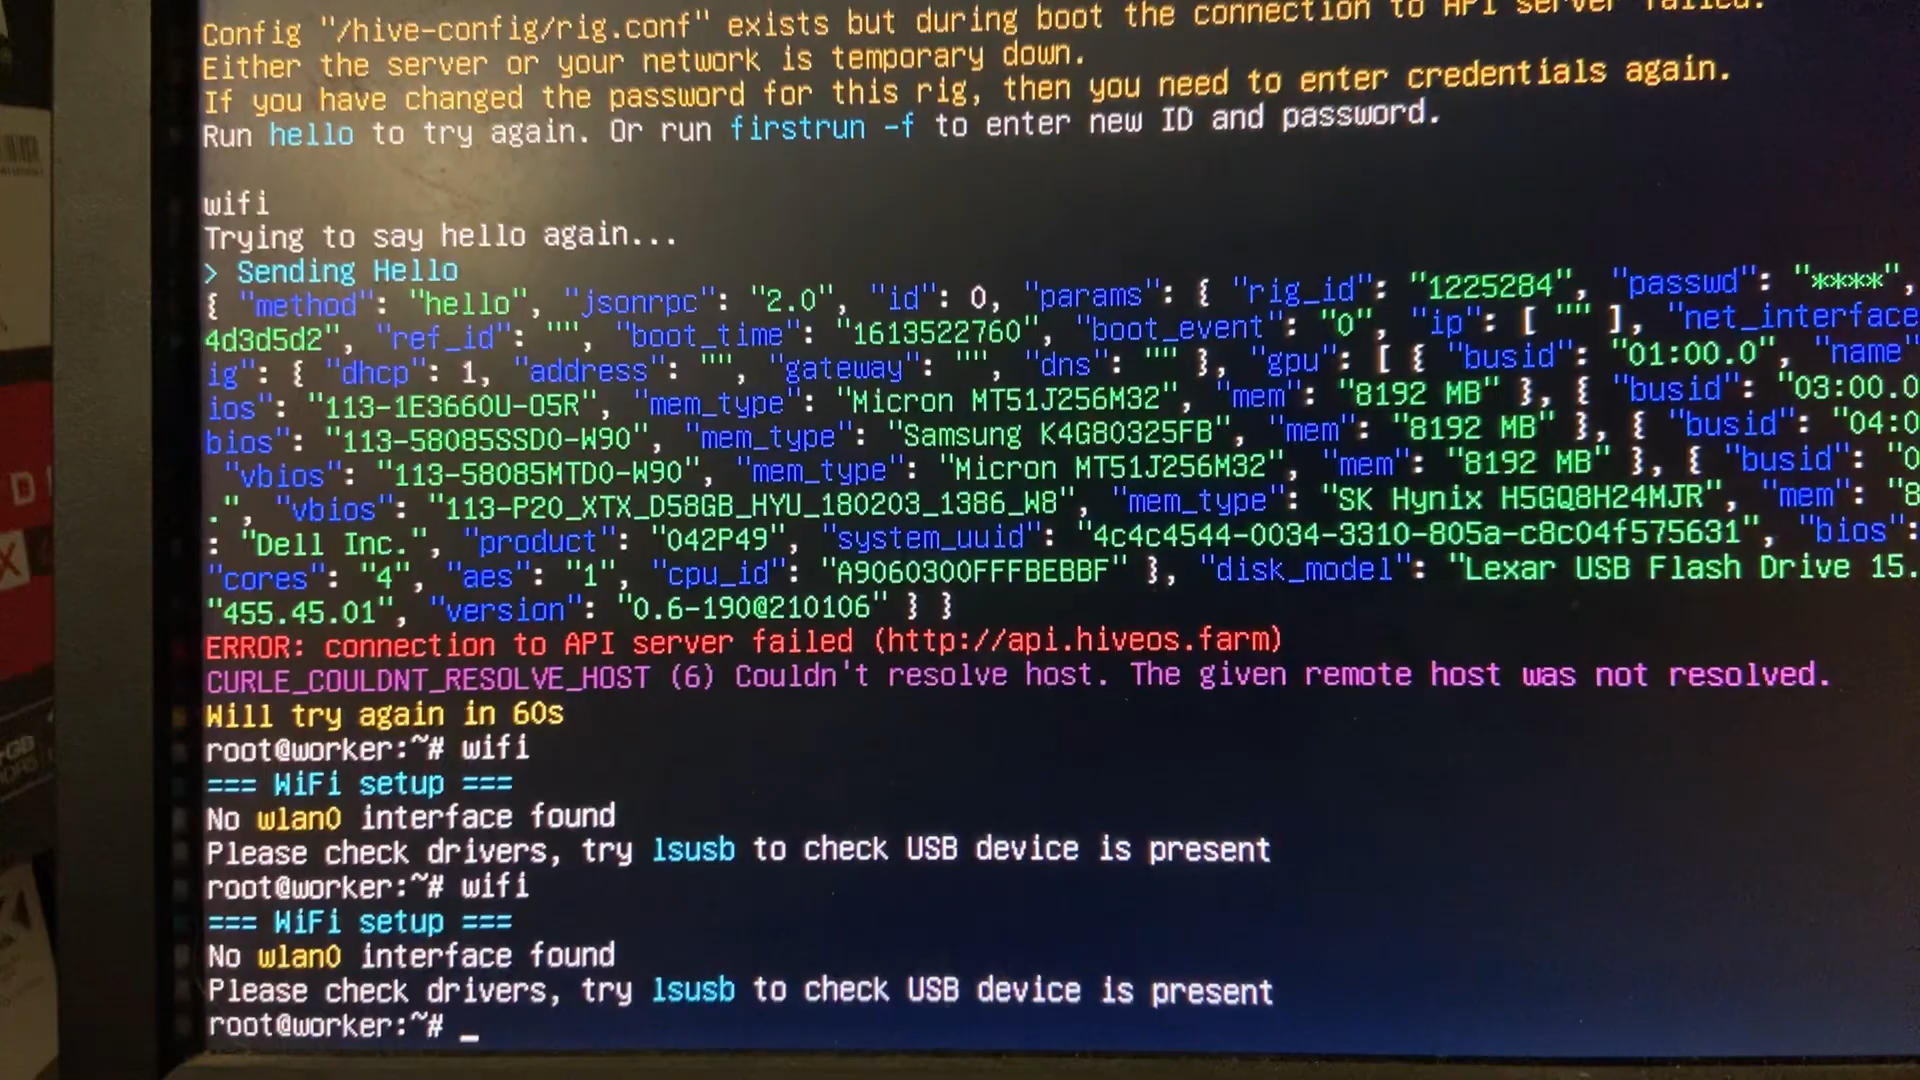 Config "/hive-config/rig.conf" exists but during boot the connection to API server failed.
Either the server or your network is temporary down.
If you have changed the password for this rig, then you need to enter credentials again.
Run hello to try again. Or run firstrun -f to enter new ID and password.
wifi
Trying to say hello again...
> Sending Hello
{ "method": "hello", "jsonrpc": "2.0", "id": 0, "params": { "rig_id": "1225284", "passwd": "****",
4d3d5d2", "ref_id": "", "boot_time": "1613522760", "boot_event": "0", "ip": [ "" ], "net_interface
ig": { "dhcp": 1, "address": "", "gateway": "", "dns": "" }, "gpu": [ { "busid": "01:00.0", "name"
ios": "113-1E3660U-O5R", "mem_type": "Micron MT51J256M32", "mem": "8192 MB" }, { "busid": "03:00.0
bios": "113-58085SSD0-W90", "mem_type": "Samsung K4G80325FB", "mem": "8192 MB" }, { "busid": "04:0
"vbios": "113-58085MTD0-W90", "mem_type": "Micron MT51J256M32", "mem": "8192 MB" }, { "busid": "0
.", "vbios": "113-P20_XTX_D58GB_HYU_180203_1386_W8", "mem_type": "SK Hynix H5GQ8H24MJR", "mem": "8
: "Dell Inc.", "product": "042P49", "system_uuid": "4c4c4544-0034-3310-805a-c8c04f575631", "bios":
"cores": "4", "aes": "1", "cpu_id": "A9060300FFFBEBBF" }, "disk_model": "Lexar USB Flash Drive 15.
"455.45.01", "version": "0.6-190@210106" } }
ERROR: connection to API server failed (http://api.hiveos.farm)
CURLE_COULDNT_RESOLVE_HOST (6) Couldn't resolve host. The given remote host was not resolved.
Will try again in 60s
root@worker:~# wifi
=== WiFi setup ===
No wlan0 interface found
Please check drivers, try lsusb to check USB device is present
root@worker:~# wifi
=== WiFi setup ===
No wlan0 interface found
Please check drivers, try lsusb to check USB device is present
root@worker:~# _